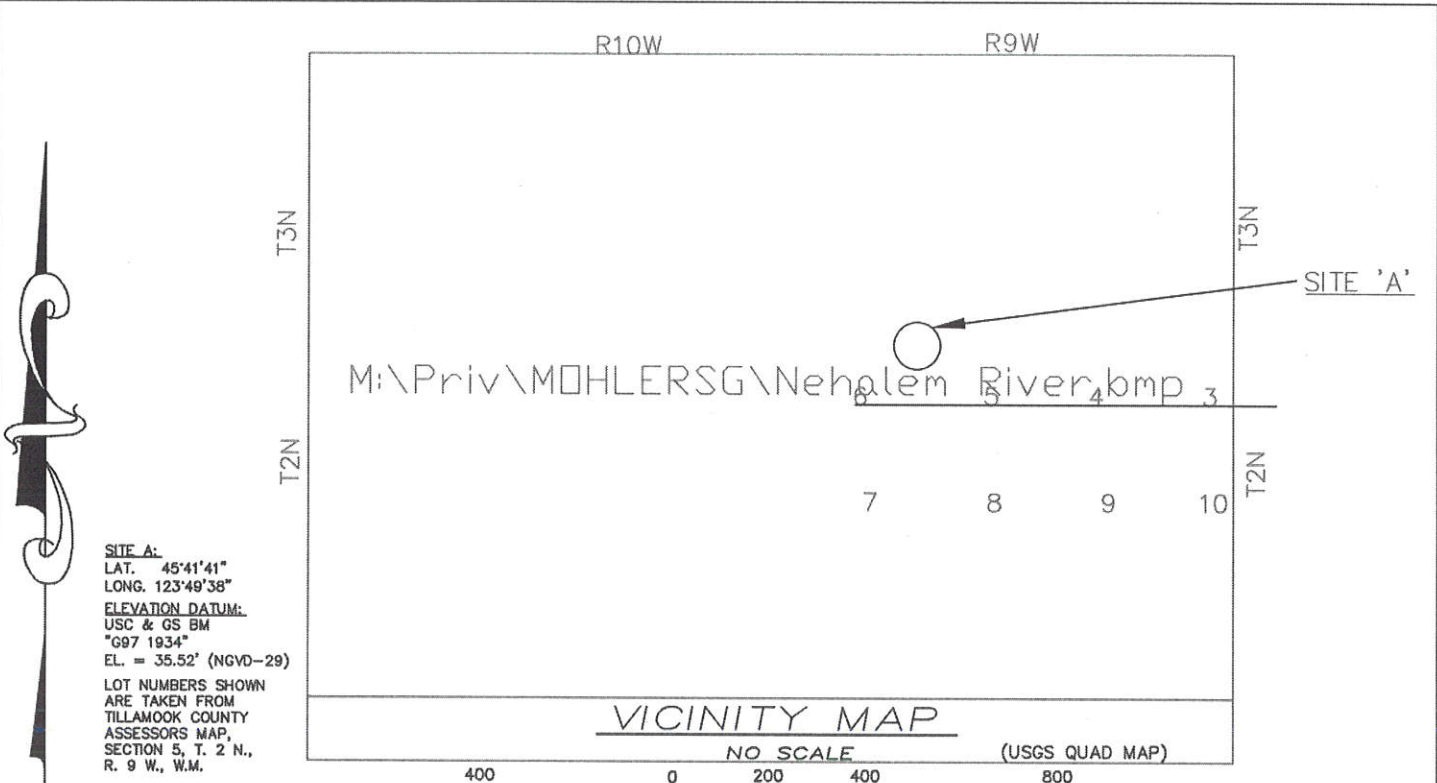 R10W R9W
T3N T3N
SITE 'A'
M:\Priv\MOHLERSG\Nehalem River.bmp
6 5 4 3
T2N T2N
7 8 9 10
SITE A:
LAT. 45°41'41"
LONG. 123°49'38"
ELEVATION DATUM:
USC & GS BM
"G97 1934"
EL. = 35.52' (NGVD-29)
LOT NUMBERS SHOWN
ARE TAKEN FROM
TILLAMOOK COUNTY
ASSESSORS MAP,
SECTION 5, T. 2 N.,
R. 9 W., W.M.
VICINITY MAP
NO SCALE (USGS QUAD MAP)
400 0 200 400 800